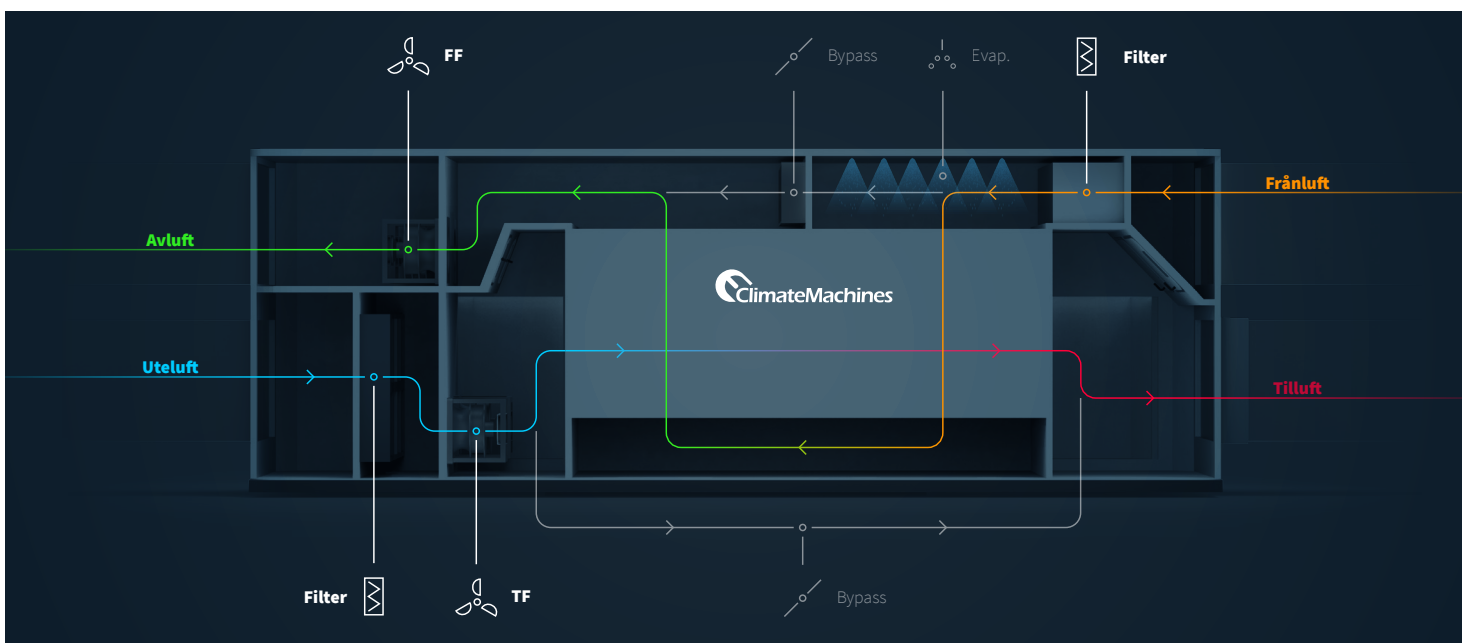 FF
Bypass
Evap.
Filter
Frånluft
Avluft
ClimateMachines
Uteluft
Tilluft
Filter
TF
Bypass